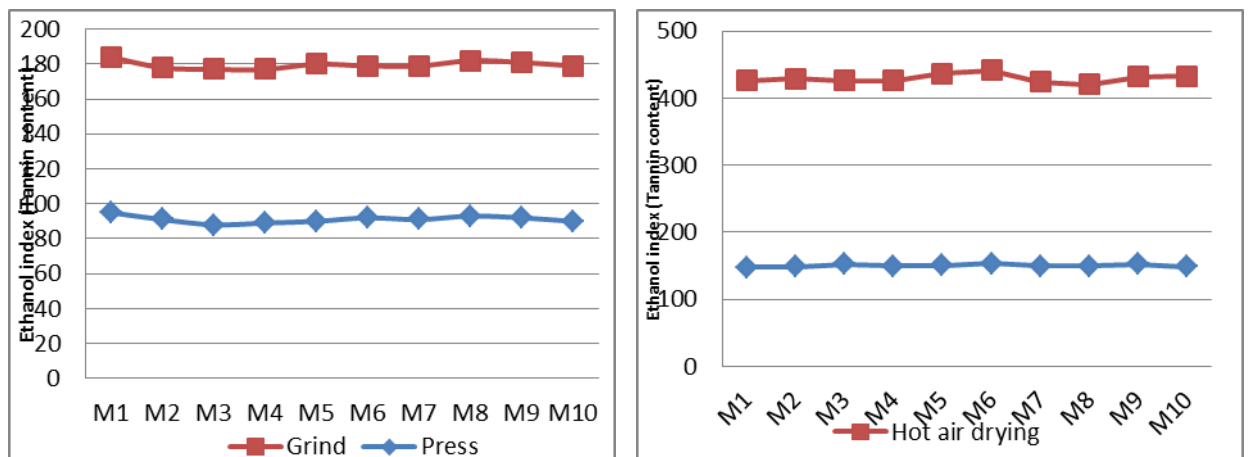 Ethanol index (Tannin content)
200
180
160
140
120
100
80
60
40
20
0
M1 M2 M3 M4 M5 M6 M7 M8 M9 M10
Grind Press
Ethanol index (Tannin content)
500
400
300
200
100
0
M1 M2 M3 M4 M5 M6 M7 M8 M9 M10
Hot air drying